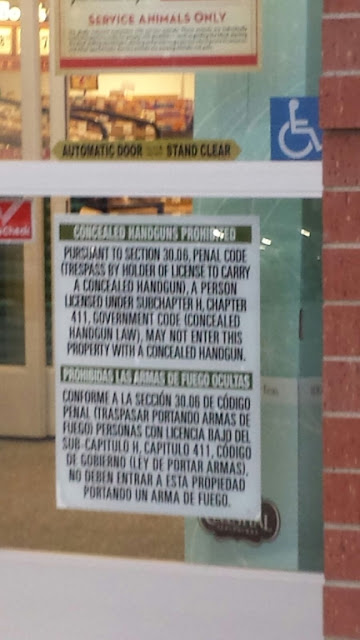 SERVICE ANIMALS ONLY
AUTOMATIC DOOR STAND CLEAR
CONCEALED HANDGUNS PROHIBITED
PURSUANT TO SECTION 30.06, PENAL CODE
(TRESPASS BY HOLDER OF LICENSE TO CARRY
A CONCEALED HANDGUN), A PERSON
LICENSED UNDER SUBCHAPTER H, CHAPTER
411, GOVERNMENT CODE (CONCEALED
HANDGUN LAW), MAY NOT ENTER THIS
PROPERTY WITH A CONCEALED HANDGUN.
PROHIBIDAS LAS ARMAS DE FUEGO OCULTAS
CONFORME A LA SECCIÓN 30.06 DE CÓDIGO
PENAL (TRASPASAR PORTANDO ARMAS DE
FUEGO) PERSONAS CON LICENCIA BAJO DEL
SUB-CAPITULO H, CAPITULO 411, CÓDIGO
DE GOBIERNO (LEY DE PORTAR ARMAS),
NO DEBEN ENTRAR A ESTA PROPIEDAD
PORTANDO UN ARMA DE FUEGO.